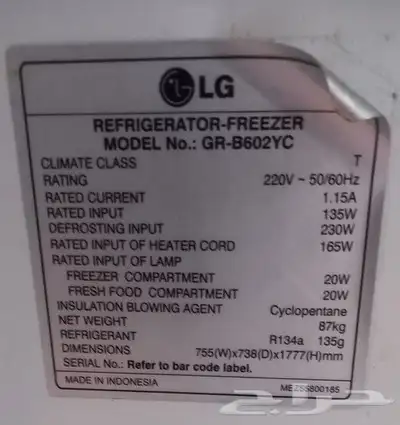 LG
REFRIGERATOR-FREEZER
MODEL No.: GR-B602YC
CLIMATE CLASS T
RATING 220V ~ 50/60Hz
RATED CURRENT 1.15A
RATED INPUT 135W
DEFROSTING INPUT 230W
RATED INPUT OF HEATER CORD 165W
RATED INPUT OF LAMP
FREEZER COMPARTMENT 20W
FRESH FOOD COMPARTMENT 20W
INSULATION BLOWING AGENT Cyclopentane
NET WEIGHT 87kg
REFRIGERANT R134a 135g
DIMENSIONS 755(W)x738(D)x1777(H)mm
SERIAL No.: Refer to bar code label.
MADE IN INDONESIA
حراج